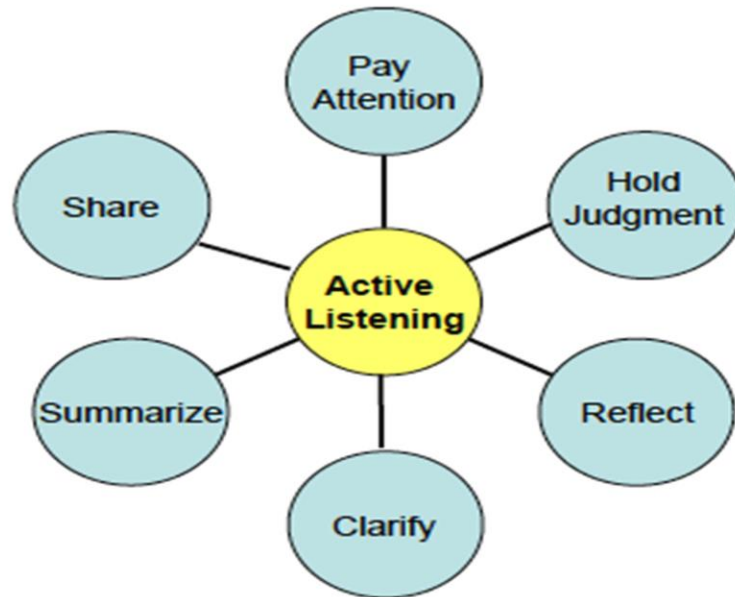 Pay
Attention
Hold
Judgment
Share
Active
Listening
Summarize
Reflect
Clarify